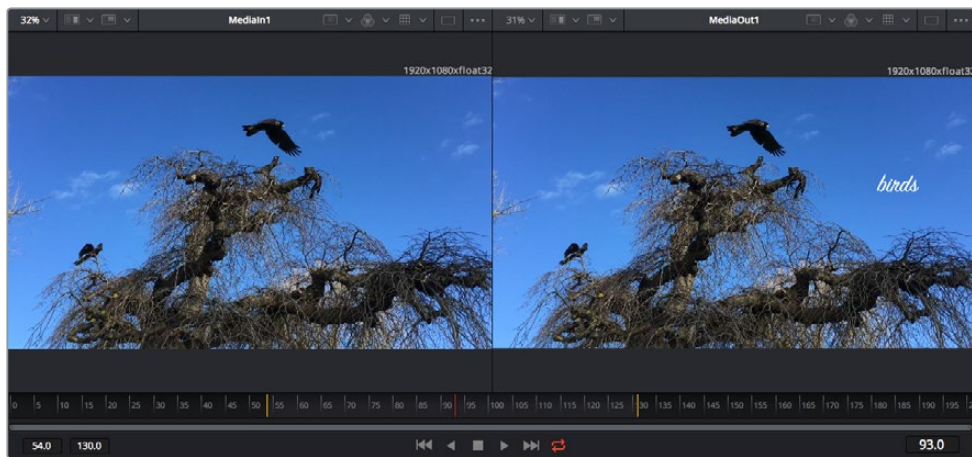 32% MediaIn1 31% MediaOut1
1920x1080xfloat32 1920x1080xfloat32
birds
0 5 10 15 20 25 30 35 40 45 50 55 60 65 70 75 80 85 90 95 100 105 110 115 120 125 130 135 140 145 150 155 160 165 170 175 180 185 190 195
54.0 130.0 93.0